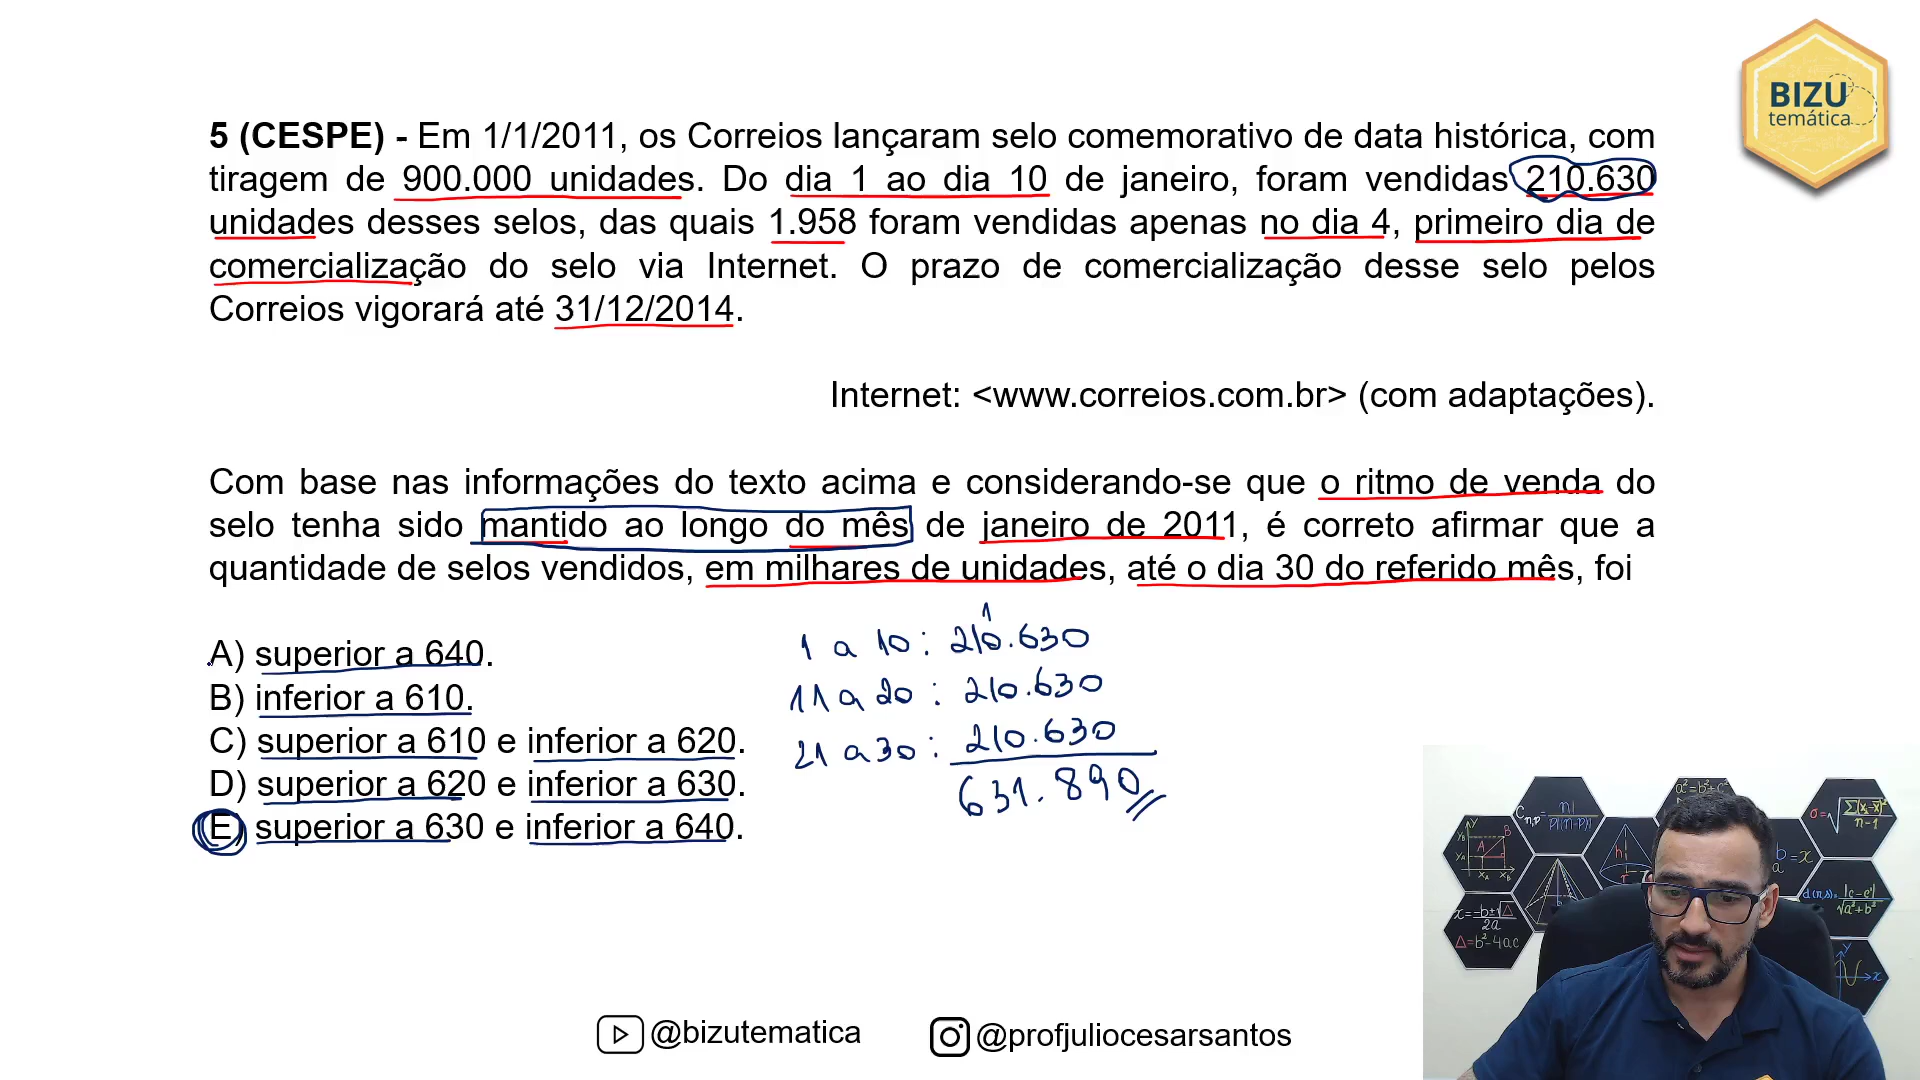 BIZU
temática
5 (CESPE) - Em 1/1/2011, os Correios lançaram selo comemorativo de data histórica, com
tiragem de 900.000 unidades. Do dia 1 ao dia 10 de janeiro, foram vendidas 210.630
unidades desses selos, das quais 1.958 foram vendidas apenas no dia 4, primeiro dia de
comercialização do selo via Internet. O prazo de comercialização desse selo pelos
Correios vigorará até 31/12/2014.
Internet: <www.correios.com.br> (com adaptações).
Com base nas informações do texto acima e considerando-se que o ritmo de venda do
selo tenha sido mantido ao longo do mês de janeiro de 2011, é correto afirmar que a
quantidade de selos vendidos, em milhares de unidades, até o dia 30 do referido mês, foi
A) superior a 640.
B) inferior a 610.
C) superior a 610 e inferior a 620.
D) superior a 620 e inferior a 630.
E) superior a 630 e inferior a 640.
1
1 a 10 : 210.630
11 a 20 : 210.630
21 a 30 : 210.630
631.890
@bizutematica
@profjuliocesarsantos